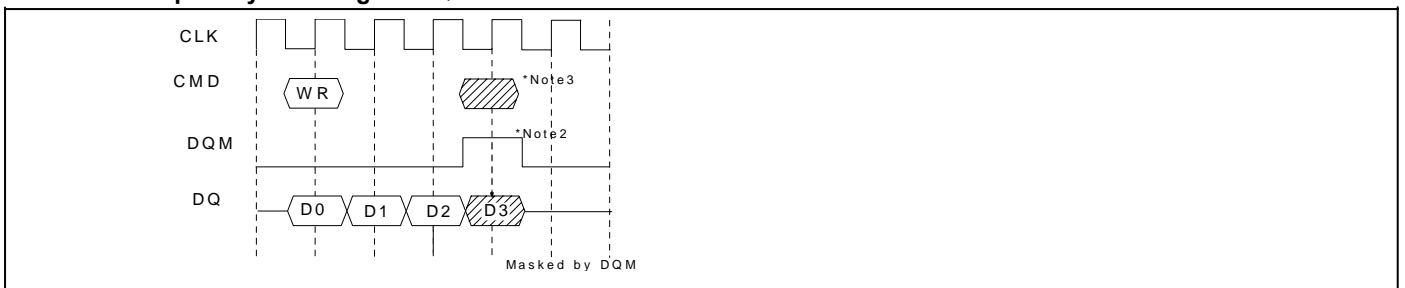 CLK
CMD WR *Note3
DQM *Note2
DQ D0 D1 D2 D3
Masked by DQM